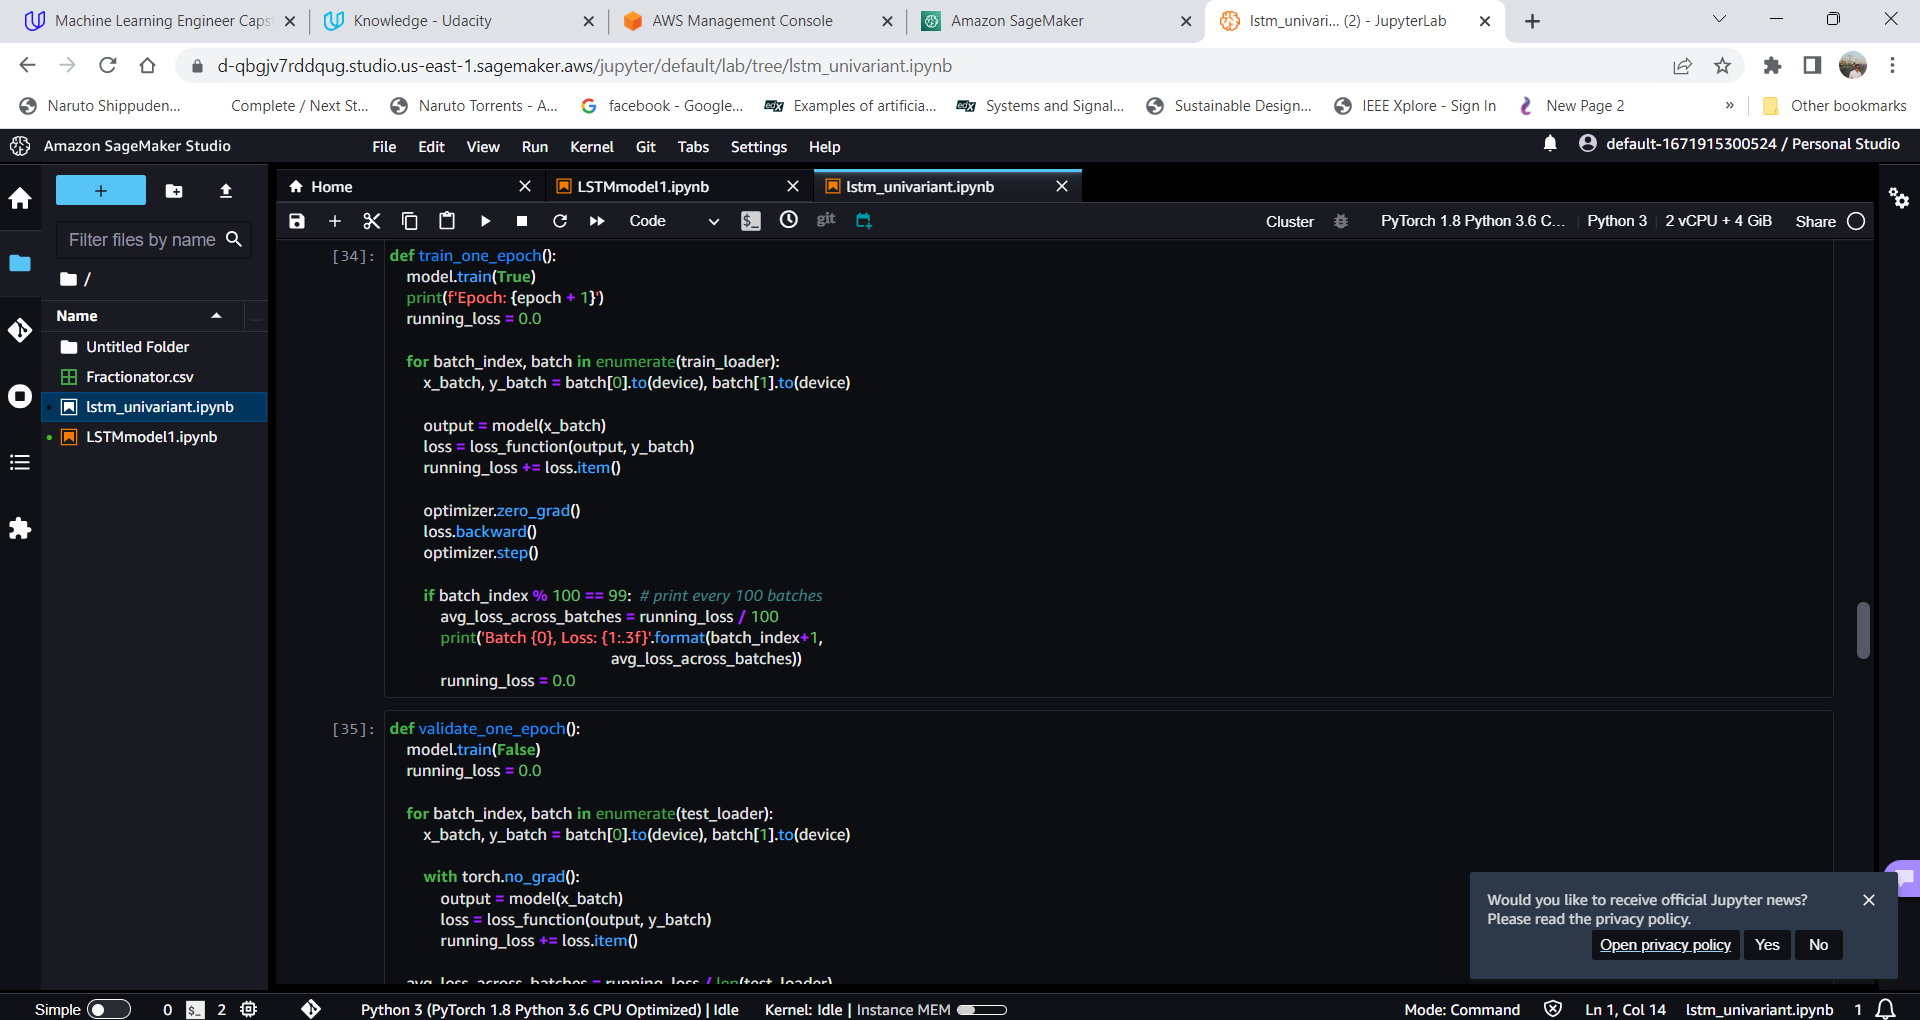 Machine Learning Engineer Caps
Knowledge - Udacity
AWS Management Console
Amazon SageMaker
lstm_univari... (2) - JupyterLab
d-qbgjv7rddqug.studio.us-east-1.sagemaker.aws/jupyter/default/lab/tree/lstm_univariant.ipynb
Naruto Shippuden...
Complete / Next St...
Naruto Torrents - A...
facebook - Google...
Examples of artificia...
Systems and Signal...
Sustainable Design...
IEEE Xplore - Sign In
New Page 2
»
Other bookmarks
Amazon SageMaker Studio
File Edit View Run Kernel Git Tabs Settings Help
default-1671915300524 / Personal Studio
Home
LSTMmodel1.ipynb
lstm_univariant.ipynb
Code
git
Cluster
PyTorch 1.8 Python 3.6 C...
Python 3
2 vCPU + 4 GiB
Share
Filter files by name
/
Name
Untitled Folder
Fractionator.csv
lstm_univariant.ipynb
LSTMmodel1.ipynb
[34]: def train_one_epoch():
model.train(True)
print(f'Epoch: {epoch + 1}')
running_loss = 0.0
for batch_index, batch in enumerate(train_loader):
x_batch, y_batch = batch[0].to(device), batch[1].to(device)
output = model(x_batch)
loss = loss_function(output, y_batch)
running_loss += loss.item()
optimizer.zero_grad()
loss.backward()
optimizer.step()
if batch_index % 100 == 99: # print every 100 batches
avg_loss_across_batches = running_loss / 100
print('Batch {0}, Loss: {1:.3f}'.format(batch_index+1,
avg_loss_across_batches))
running_loss = 0.0
[35]: def validate_one_epoch():
model.train(False)
running_loss = 0.0
for batch_index, batch in enumerate(test_loader):
x_batch, y_batch = batch[0].to(device), batch[1].to(device)
with torch.no_grad():
output = model(x_batch)
loss = loss_function(output, y_batch)
running_loss += loss.item()
avg_loss_across_batches = running_loss / len(test_loader)
Would you like to receive official Jupyter news?
Please read the privacy policy.
Open privacy policy
Yes
No
Simple
0
$_
2
Python 3 (PyTorch 1.8 Python 3.6 CPU Optimized) | Idle
Kernel: Idle | Instance MEM
Mode: Command
Ln 1, Col 14
lstm_univariant.ipynb
1